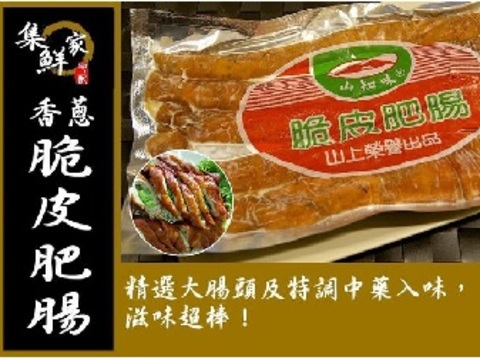 集鮮家
香蔥
脆皮肥腸
山知味
脆皮肥腸
山上榮譽出品
精選大腸頭及特調中藥入味，
滋味超棒！